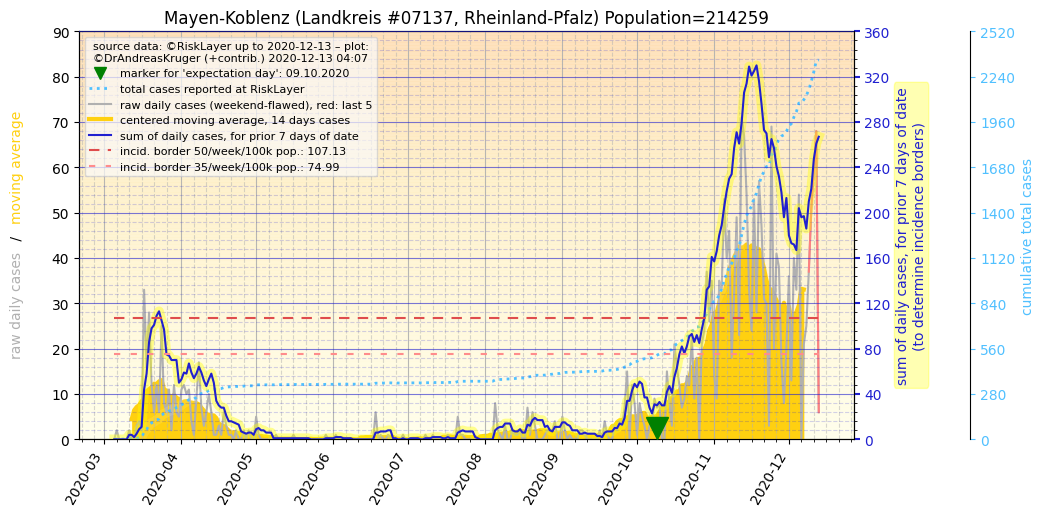 Mayen-Koblenz (Landkreis #07137, Rheinland-Pfalz) Population=214259
source data: ©RiskLayer up to 2020-12-13 – plot:
©DrAndreasKruger (+contrib.) 2020-12-13 04:07
marker for 'expectation day': 09.10.2020
total cases reported at RiskLayer
raw daily cases (weekend-flawed), red: last 5
centered moving average, 14 days cases
sum of daily cases, for prior 7 days of date
incid. border 50/week/100k pop.: 107.13
incid. border 35/week/100k pop.: 74.99
raw daily cases / moving average
90
80
70
60
50
40
30
20
10
0
2020-03
2020-04
2020-05
2020-06
2020-07
2020-08
2020-09
2020-10
2020-11
2020-12
360
320
280
240
200
160
120
80
40
0
sum of daily cases, for prior 7 days of date
(to determine incidence borders)
2520
2240
1960
1680
1400
1120
840
560
280
0
cumulative total cases